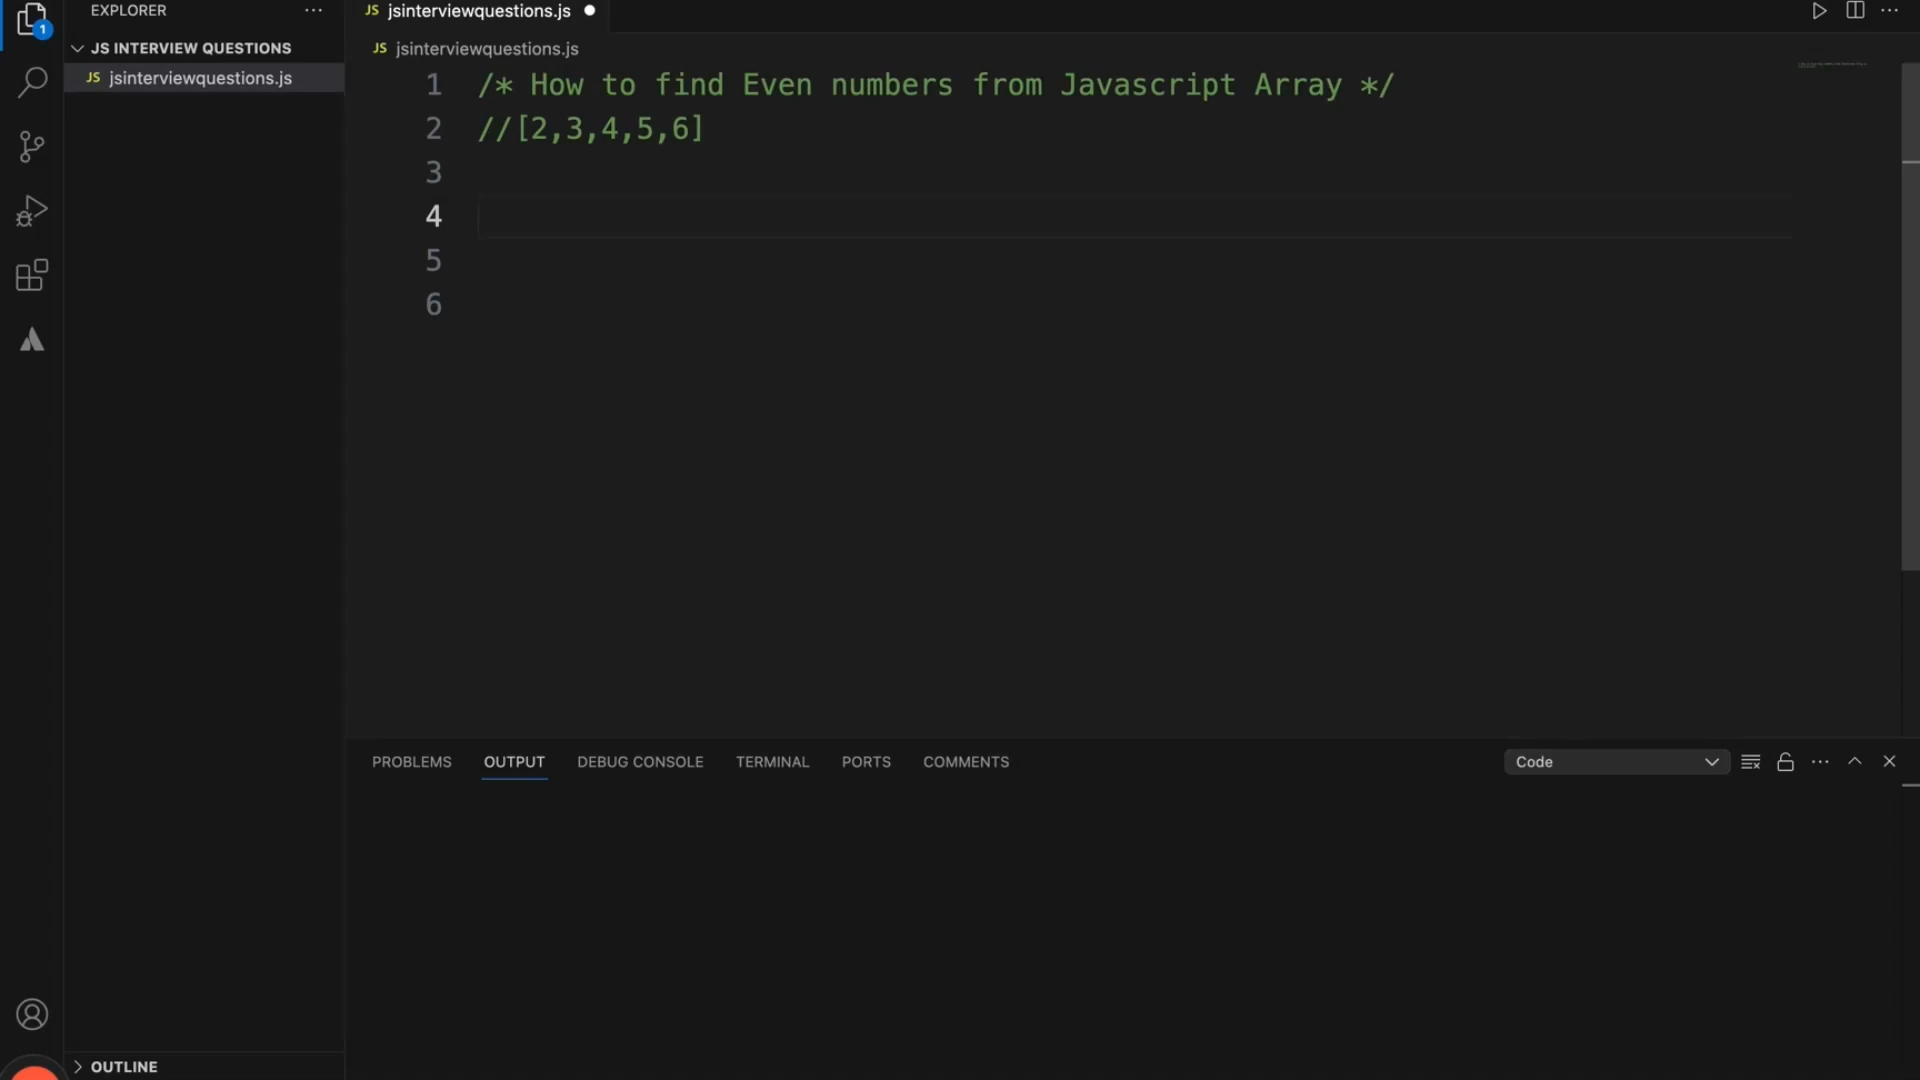 EXPLORER
JS jsinterviewquestions.js
1
JS INTERVIEW QUESTIONS
JS jsinterviewquestions.js
JS jsinterviewquestions.js
1 /* How to find Even numbers from Javascript Array */
2 //[2,3,4,5,6]
3
4
5
6
PROBLEMS OUTPUT DEBUG CONSOLE TERMINAL PORTS COMMENTS Code
OUTLINE